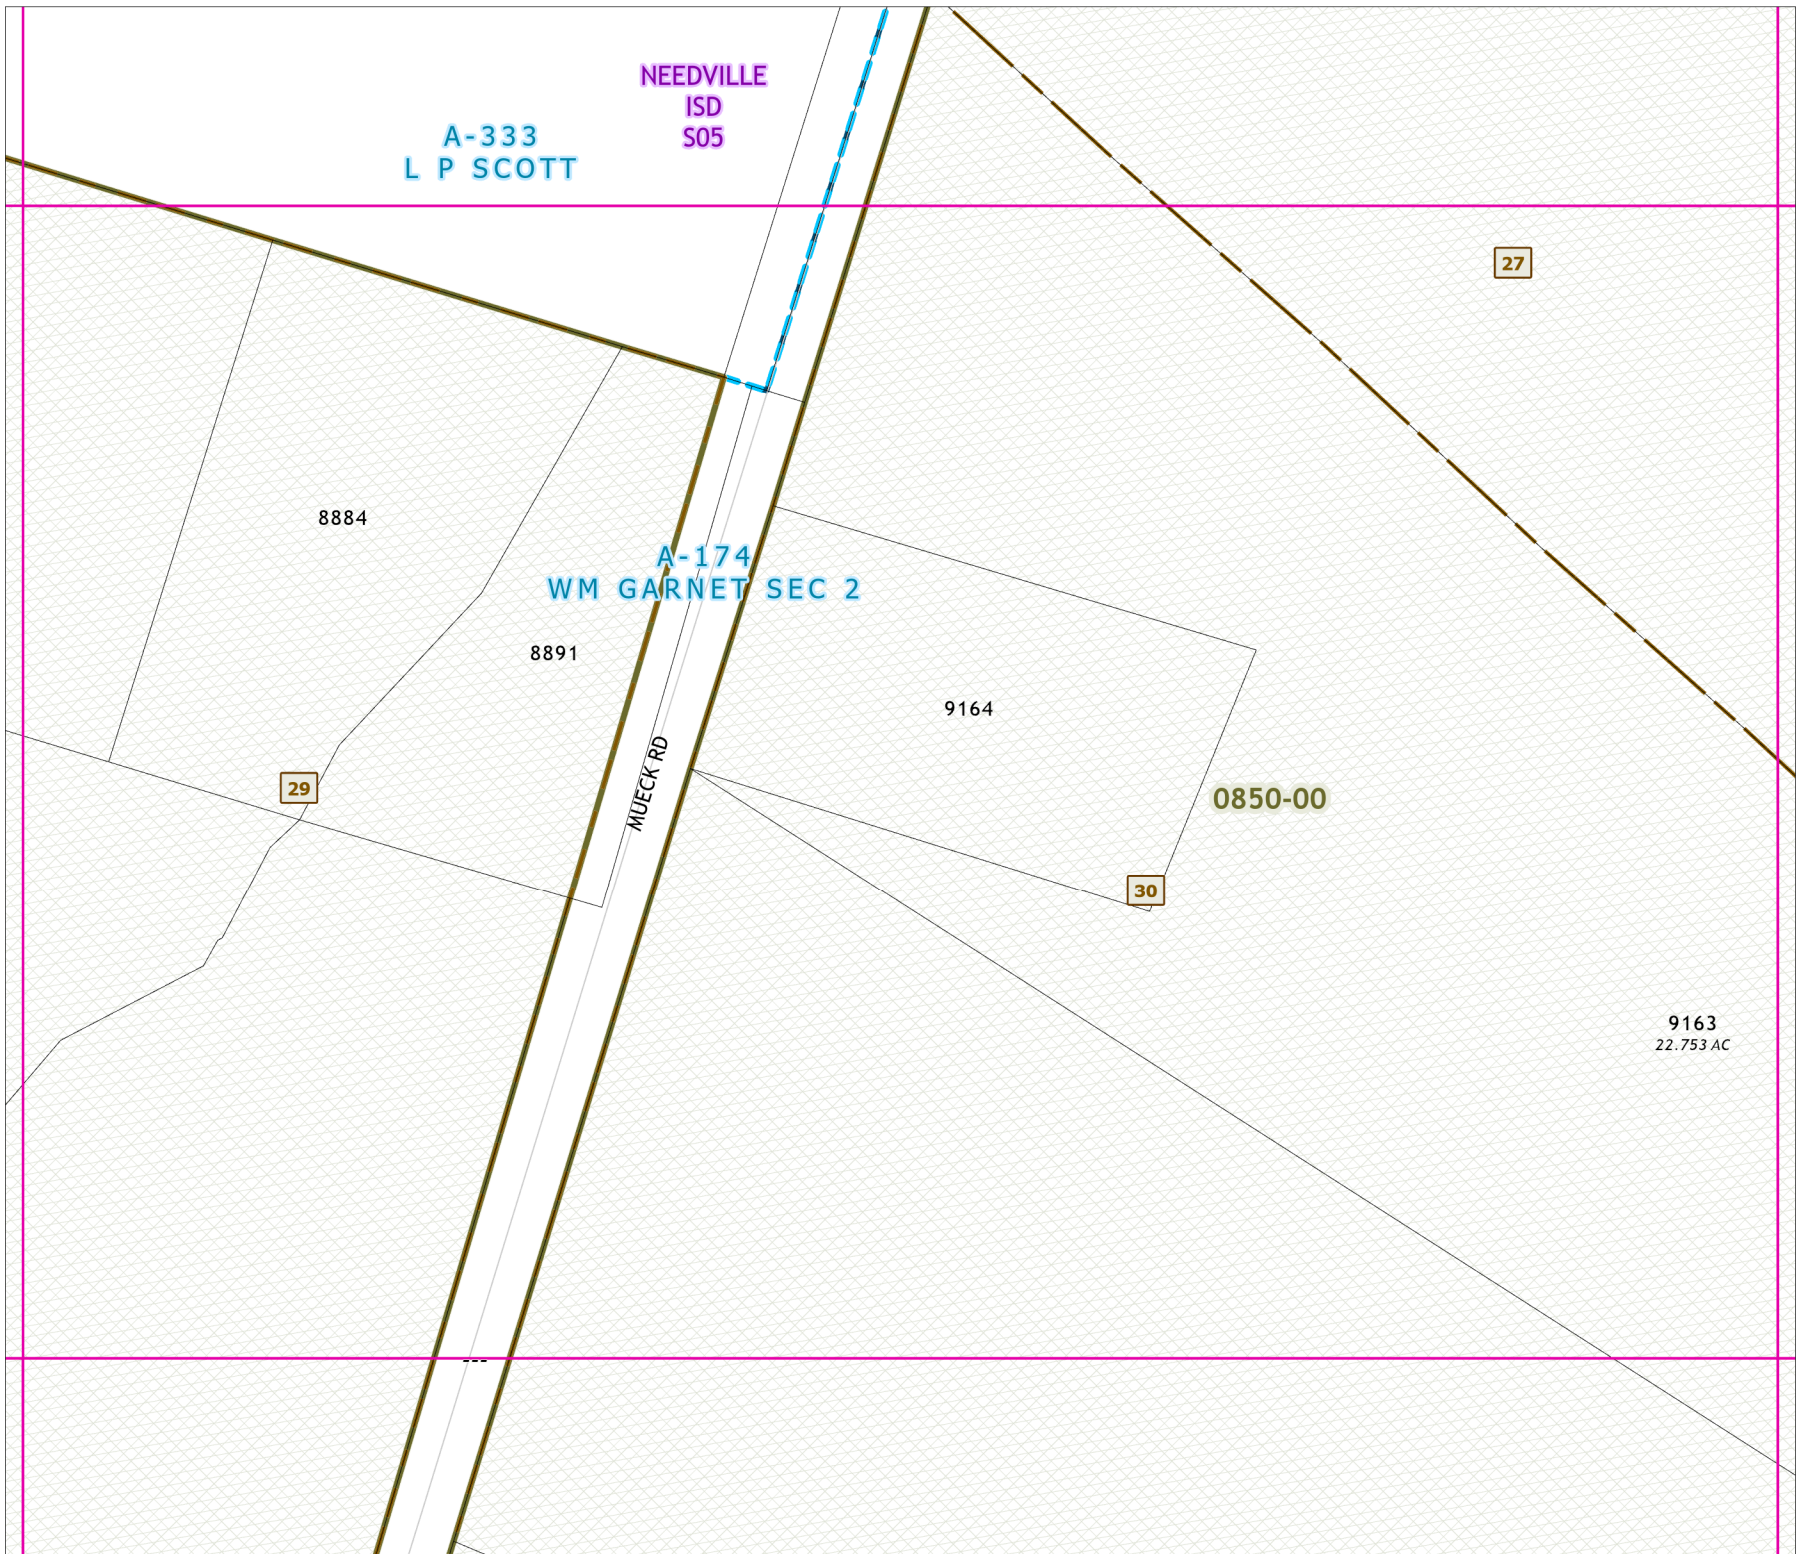 NEEDVILLE
ISD
S05
A-333
L P SCOTT
27
8884
A-174
WM GARNET SEC 2
8891
9164
MUECK RD
29
0850-00
30
9163
22.753 AC
---